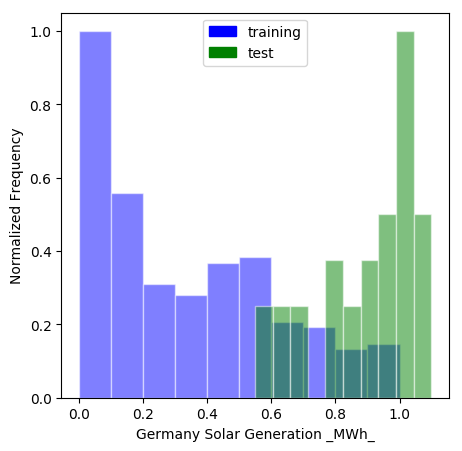 training
test
1.0
0.8
0.6
0.4
0.2
0.0
Normalized Frequency
0.0 0.2 0.4 0.6 0.8 1.0
Germany Solar Generation _MWh_